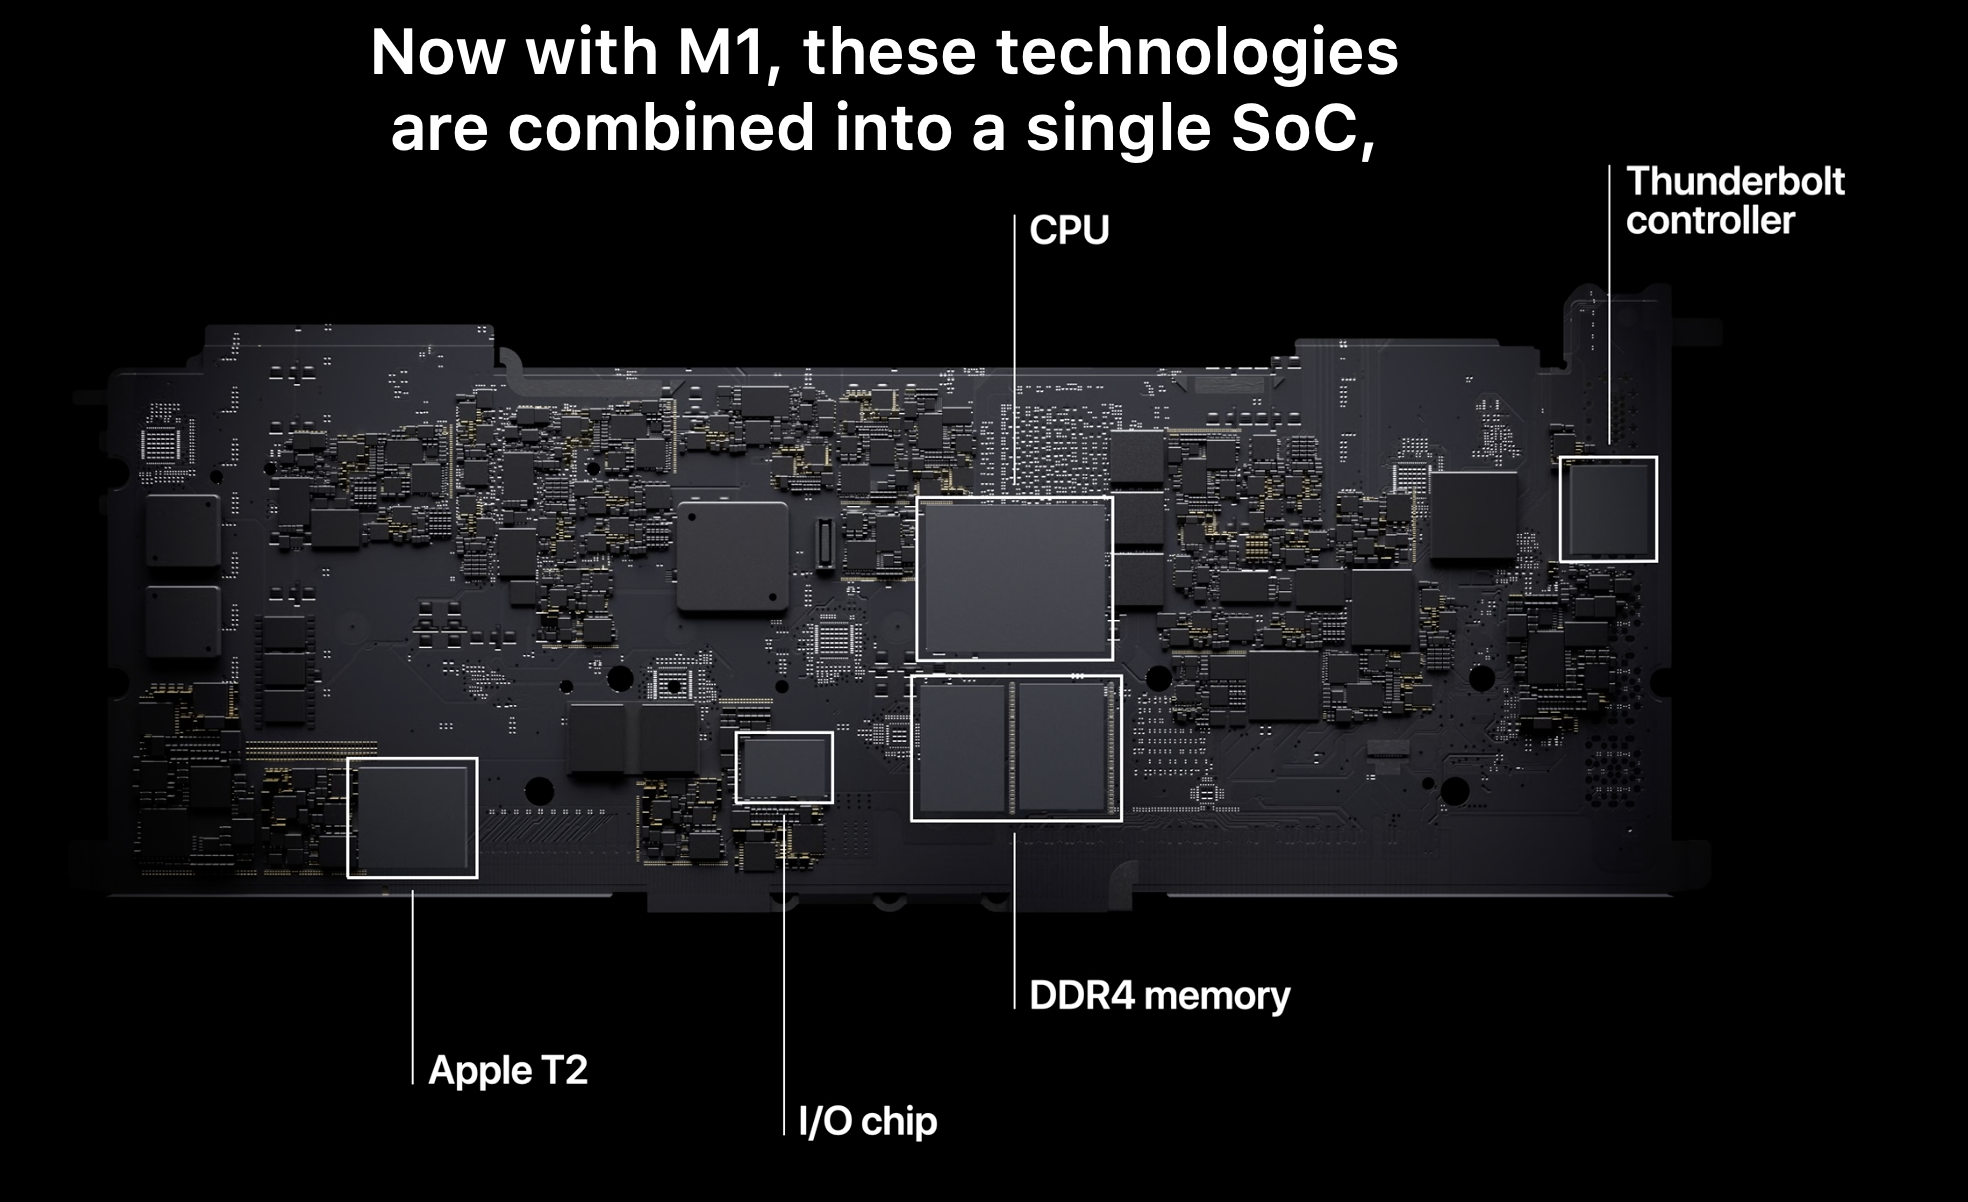 Now with M1, these technologies
are combined into a single SoC,
Thunderbolt
controller
CPU
DDR4 memory
Apple T2
I/O chip